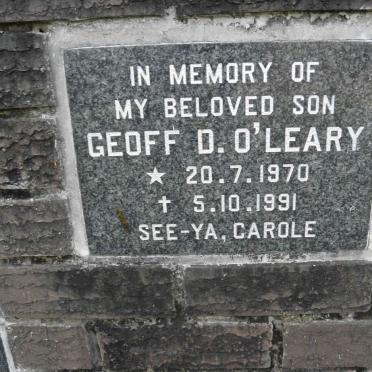 IN MEMORY OF
MY BELOVED SON
GEOFF D. O'LEARY
★ 20.7.1970
✝ 5.10.1991
SEE-YA, CAROLE